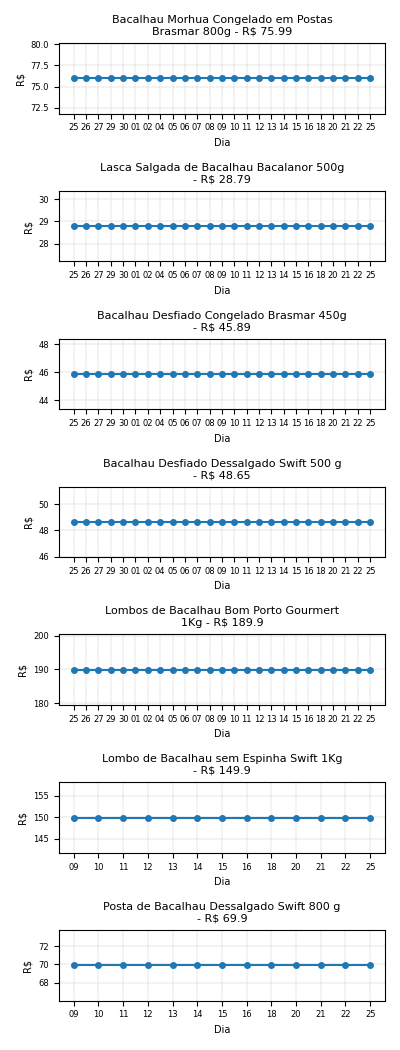 Bacalhau Morhua Congelado em Postas
Brasmar 800g - R$ 75.99
80.0
77.5
75.0
72.5
R$
25 26 27 29 30 01 02 04 05 06 07 08 09 10 11 12 13 14 15 16 18 20 21 22 25
Dia
Lasca Salgada de Bacalhau Bacalanor 500g
- R$ 28.79
30
29
28
R$
25 26 27 29 30 01 02 04 05 06 07 08 09 10 11 12 13 14 15 16 18 20 21 22 25
Dia
Bacalhau Desfiado Congelado Brasmar 450g
- R$ 45.89
48
46
44
R$
25 26 27 29 30 01 02 04 05 06 07 08 09 10 11 12 13 14 15 16 18 20 21 22 25
Dia
Bacalhau Desfiado Dessalgado Swift 500 g
- R$ 48.65
50
48
46
R$
25 26 27 29 30 01 02 04 05 06 07 08 09 10 11 12 13 14 15 16 18 20 21 22 25
Dia
Lombos de Bacalhau Bom Porto Gourmert
1Kg - R$ 189.9
200
190
180
R$
25 26 27 29 30 01 02 04 05 06 07 08 09 10 11 12 13 14 15 16 18 20 21 22 25
Dia
Lombo de Bacalhau sem Espinha Swift 1Kg
- R$ 149.9
155
150
145
R$
09 10 11 12 13 14 15 16 18 20 21 22 25
Dia
Posta de Bacalhau Dessalgado Swift 800 g
- R$ 69.9
72
70
68
R$
09 10 11 12 13 14 15 16 18 20 21 22 25
Dia